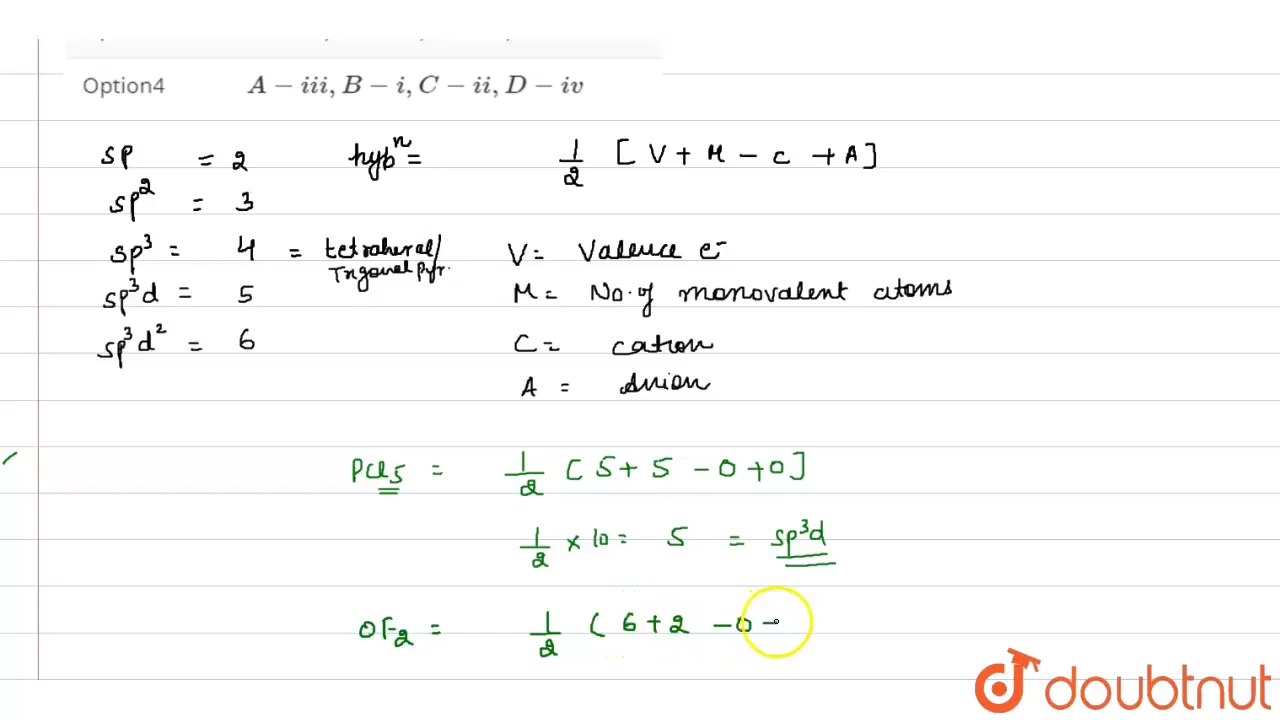 Option4 A − iii, B − i, C − ii, D − iv
sp = 2 hybⁿ = 1/2 [V + M − C + A]
sp² = 3
sp³ = 4 = tetraheral/ V = Valence e⁻
Trigonal pyr.
sp³d = 5 M = No. of monovalent atoms
sp³d² = 6 C = cation
A = Anion
PCl₅ = 1/2 [5 + 5 − 0 + 0]
1/2 × 10 = 5 = sp³d
OF₂ = 1/2 ( 6 + 2 − 0 −
doubtnut